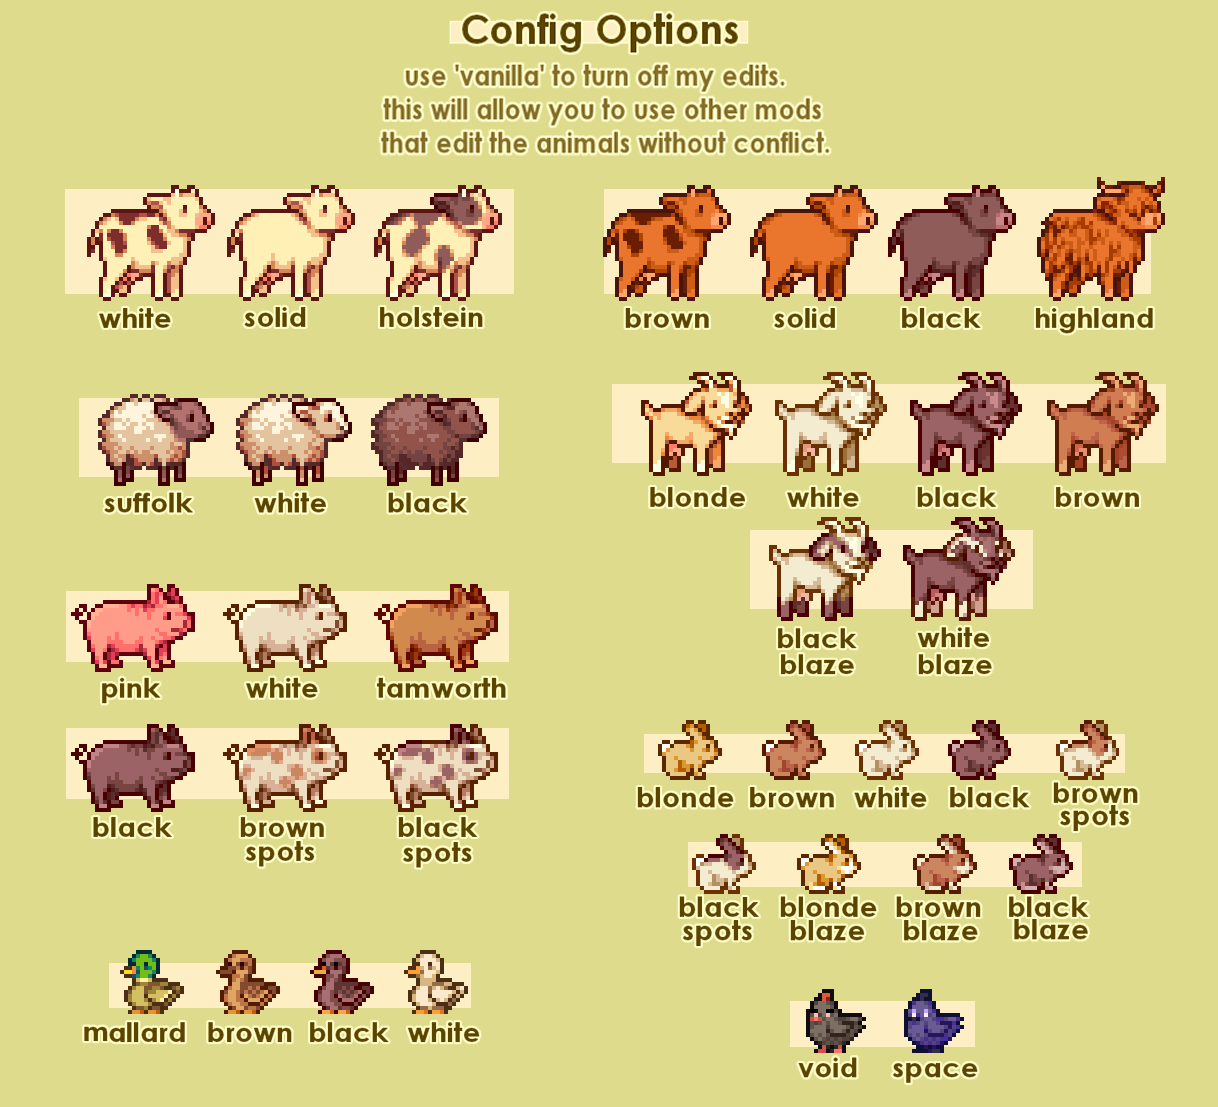 Config Options
use 'vanilla' to turn off my edits.
this will allow you to use other mods
that edit the animals without conflict.
white solid holstein
brown solid black highland
suffolk white black
blonde white black brown
black blaze
white blaze
pink white tamworth
black
brown spots
black spots
blonde brown white black
brown spots
black spots
blonde blaze
brown blaze
black blaze
mallard brown black white
void space